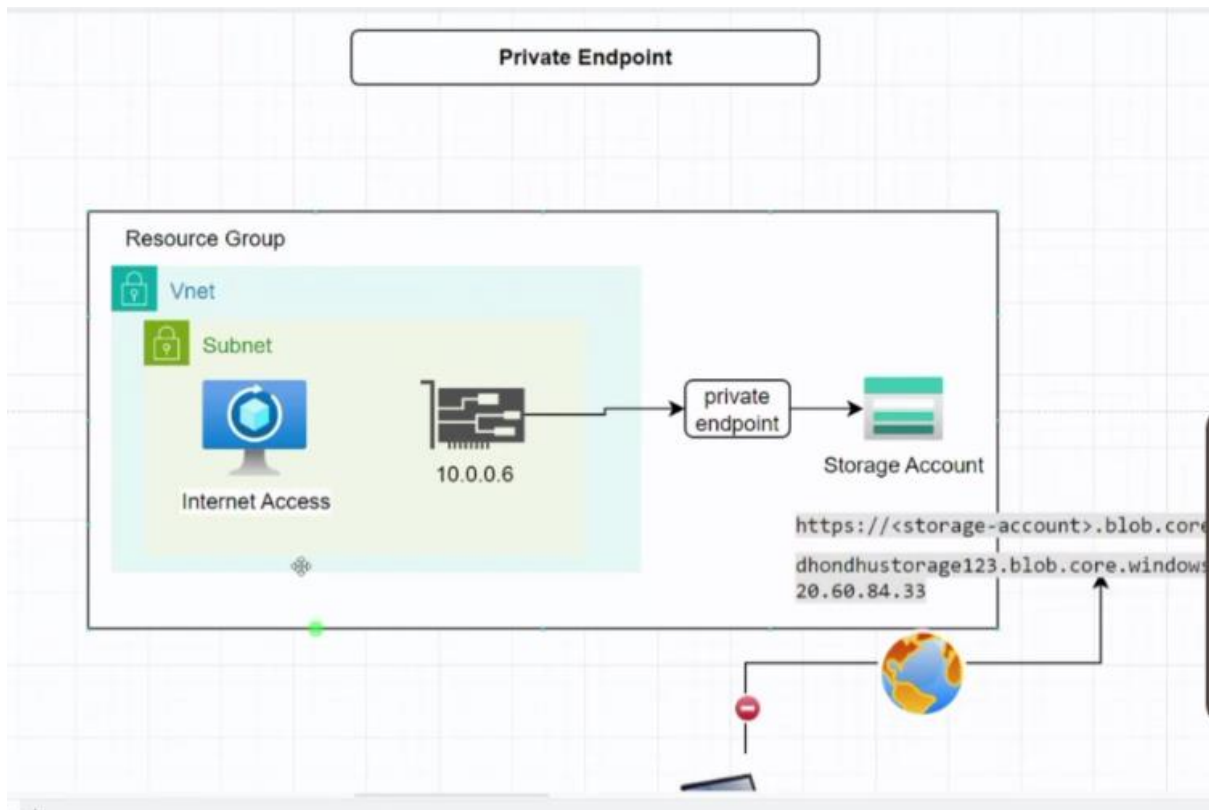 Private Endpoint
Resource Group
Vnet
Subnet
private
endpoint
10.0.0.6
Storage Account
Internet Access
https://<storage-account>.blob.core
dhondhustorage123.blob.core.windows
20.60.84.33